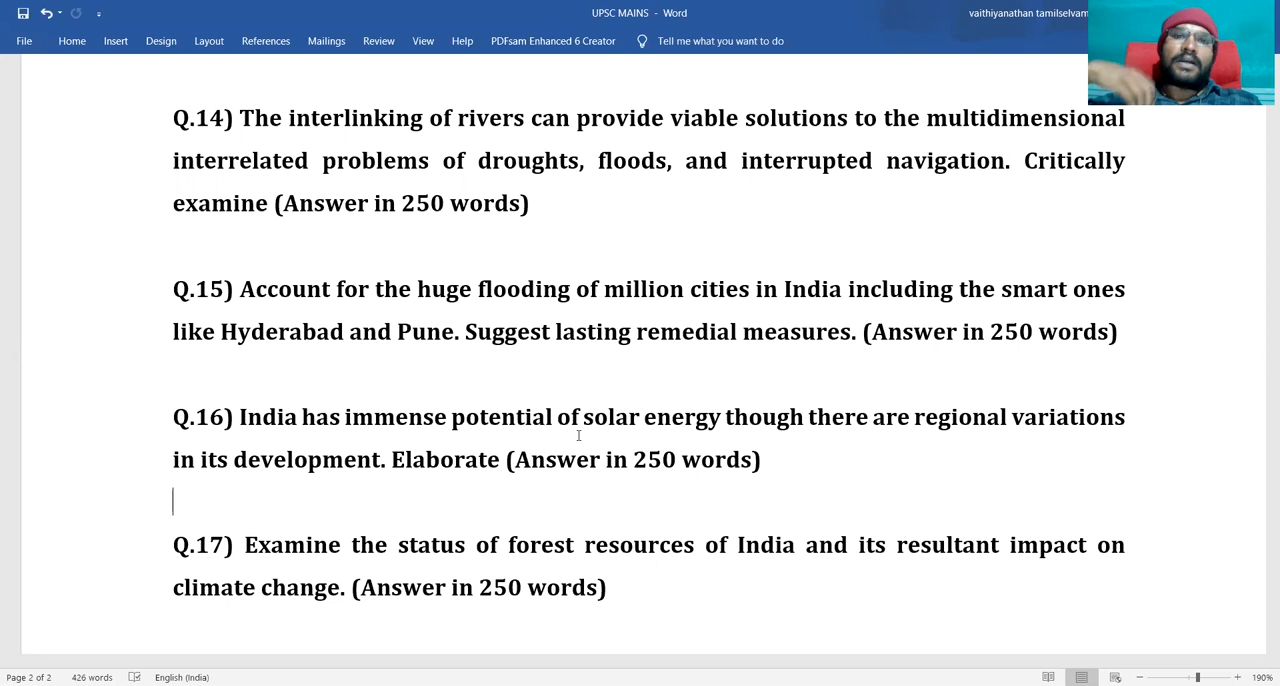 UPSC MAINS - Word
vaithiyanathan tamilselvam
File Home Insert Design Layout References Mailings Review View Help PDFsam Enhanced 6 Creator Tell me what you want to do
Q.14) The interlinking of rivers can provide viable solutions to the multidimensional
interrelated problems of droughts, floods, and interrupted navigation. Critically
examine (Answer in 250 words)
Q.15) Account for the huge flooding of million cities in India including the smart ones
like Hyderabad and Pune. Suggest lasting remedial measures. (Answer in 250 words)
Q.16) India has immense potential of solar energy though there are regional variations
in its development. Elaborate (Answer in 250 words)
Q.17) Examine the status of forest resources of India and its resultant impact on
climate change. (Answer in 250 words)
Page 2 of 2 426 words English (India) 190%